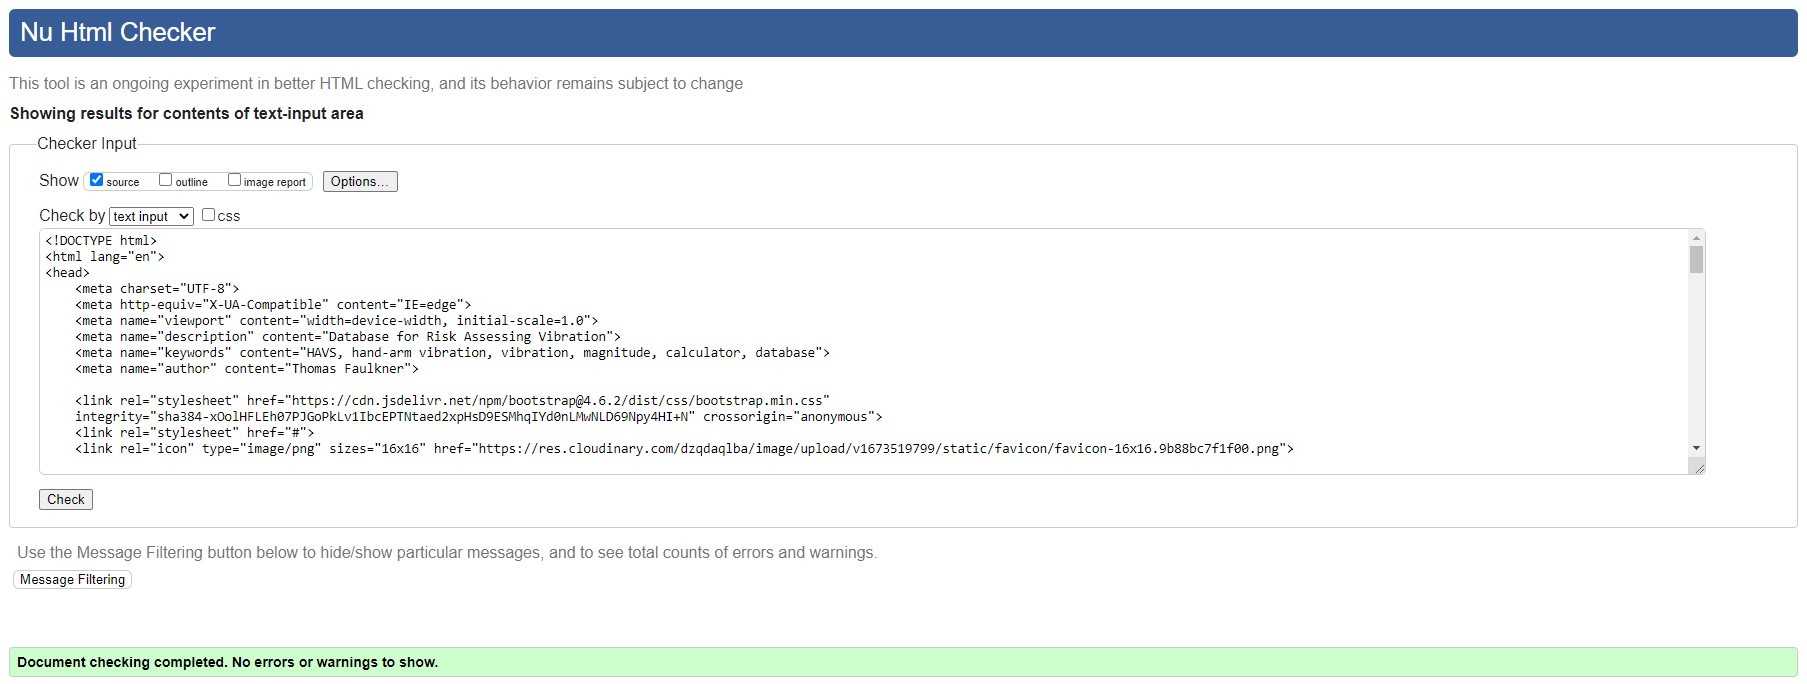 Nu Html Checker
This tool is an ongoing experiment in better HTML checking, and its behavior remains subject to change
Showing results for contents of text-input area
Checker Input
Show source outline image report Options...
Check by text input css
<!DOCTYPE html>
<html lang="en">
<head>
    <meta charset="UTF-8">
    <meta http-equiv="X-UA-Compatible" content="IE=edge">
    <meta name="viewport" content="width=device-width, initial-scale=1.0">
    <meta name="description" content="Database for Risk Assessing Vibration">
    <meta name="keywords" content="HAVS, hand-arm vibration, vibration, magnitude, calculator, database">
    <meta name="author" content="Thomas Faulkner">
    <link rel="stylesheet" href="https://cdn.jsdelivr.net/npm/bootstrap@4.6.2/dist/css/bootstrap.min.css"
    integrity="sha384-xOolHFLEh07PJGoPkLv1IbcEPTNtaed2xpHsD9ESMhqIYd0nLMwNLD69Npy4HI+N" crossorigin="anonymous">
    <link rel="stylesheet" href="#">
    <link rel="icon" type="image/png" sizes="16x16" href="https://res.cloudinary.com/dzqdaqlba/image/upload/v1673519799/static/favicon/favicon-16x16.9b88bc7f1f00.png">
Check
Use the Message Filtering button below to hide/show particular messages, and to see total counts of errors and warnings.
Message Filtering
Document checking completed. No errors or warnings to show.